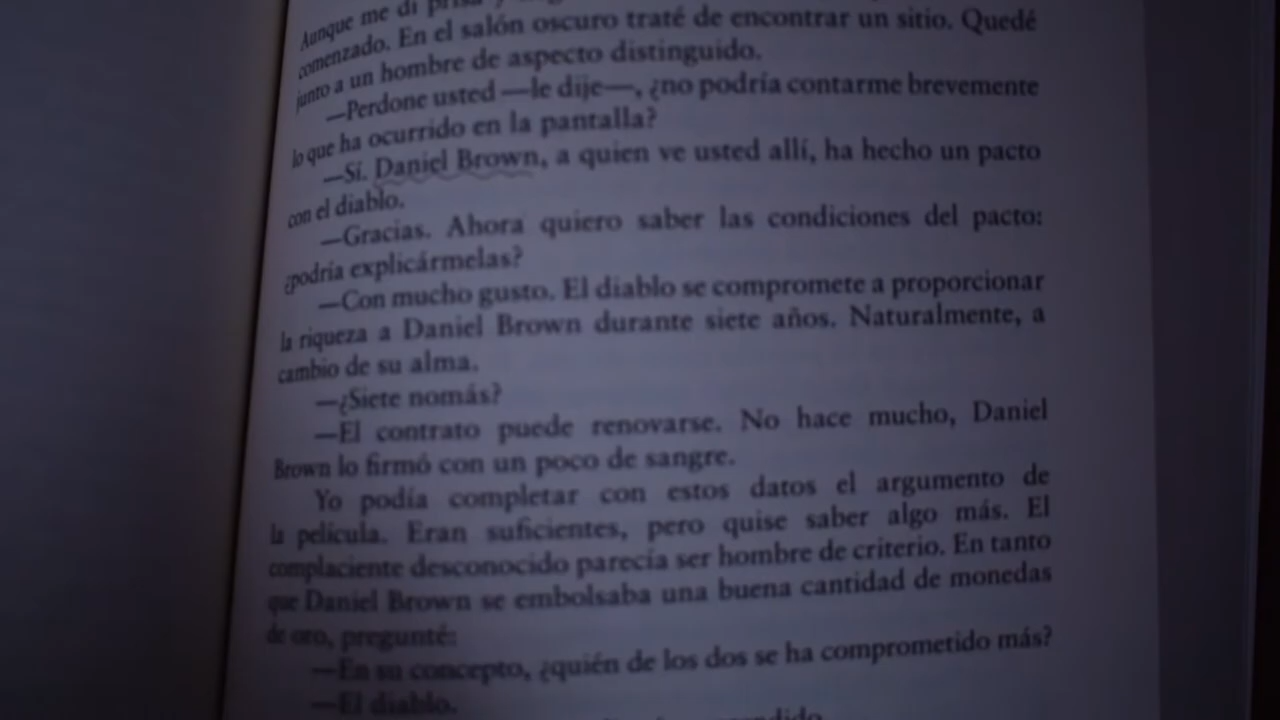 Aunque me di prisa y
comenzado. En el salón oscuro traté de encontrar un sitio. Quedé
junto a un hombre de aspecto distinguido.
—Perdone usted —le dije—, ¿no podría contarme brevemente
lo que ha ocurrido en la pantalla?
—Sí. Daniel Brown, a quien ve usted allí, ha hecho un pacto
con el diablo.
—Gracias. Ahora quiero saber las condiciones del pacto:
¿podría explicármelas?
—Con mucho gusto. El diablo se compromete a proporcionar
la riqueza a Daniel Brown durante siete años. Naturalmente, a
cambio de su alma.
—¿Siete nomás?
—El contrato puede renovarse. No hace mucho, Daniel
Brown lo firmó con un poco de sangre.
Yo podía completar con estos datos el argumento de
la película. Eran suficientes, pero quise saber algo más. El
complaciente desconocido parecía ser hombre de criterio. En tanto
que Daniel Brown se embolsaba una buena cantidad de monedas
de oro, pregunté:
—En su concepto, ¿quién de los dos se ha comprometido más?
—El diablo.